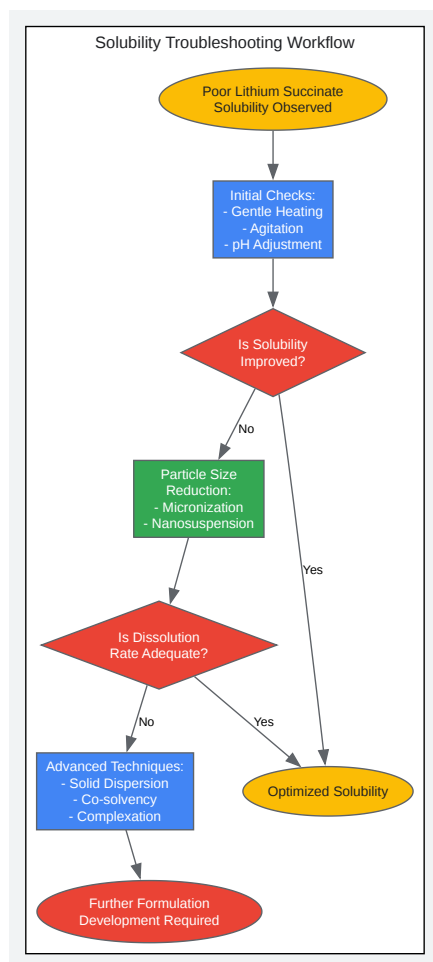 Solubility Troubleshooting Workflow
Poor Lithium Succinate
Solubility Observed
Initial Checks:
- Gentle Heating
- Agitation
- pH Adjustment
Is Solubility
Improved?
No
Particle Size
Reduction:
- Micronization
- Nanosuspension
Yes
Is Dissolution
Rate Adequate?
No
Yes
Advanced Techniques:
- Solid Dispersion
- Co-solvency
- Complexation
Optimized Solubility
Further Formulation
Development Required